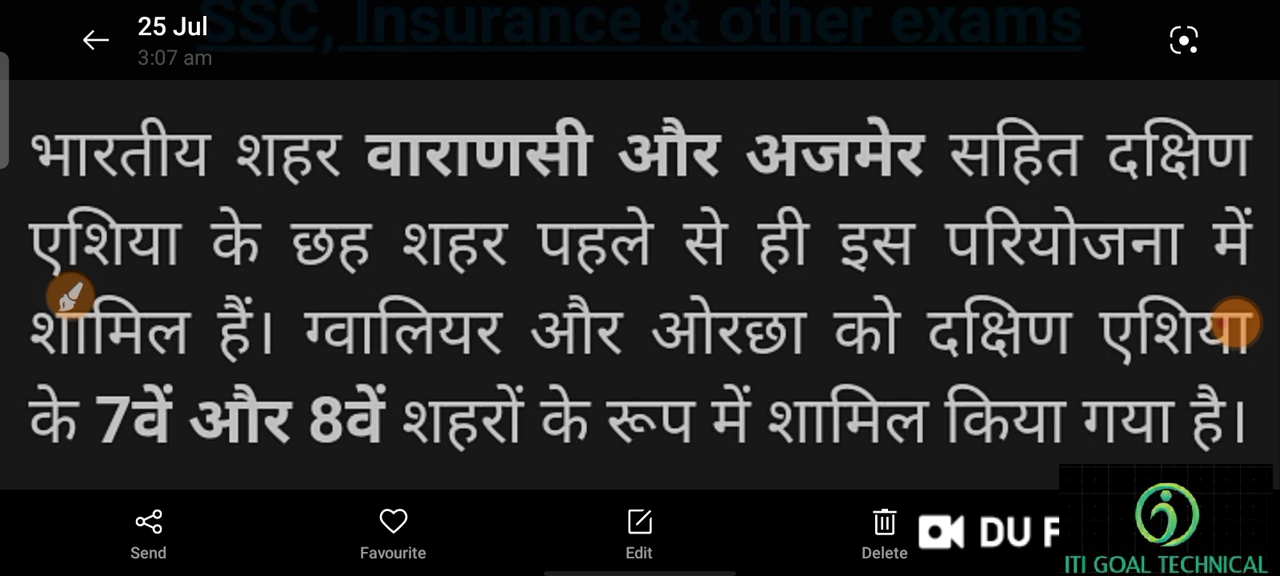 SSC, Insurance & other exams
25 Jul
3:07 am
भारतीय शहर वाराणसी और अजमेर सहित दक्षिण
एशिया के छह शहर पहले से ही इस परियोजना में
शामिल हैं। ग्वालियर और ओरछा को दक्षिण एशिया
के 7वें और 8वें शहरों के रूप में शामिल किया गया है।
Send
Favourite
Edit
Delete
DU F
ITI GOAL TECHNICAL